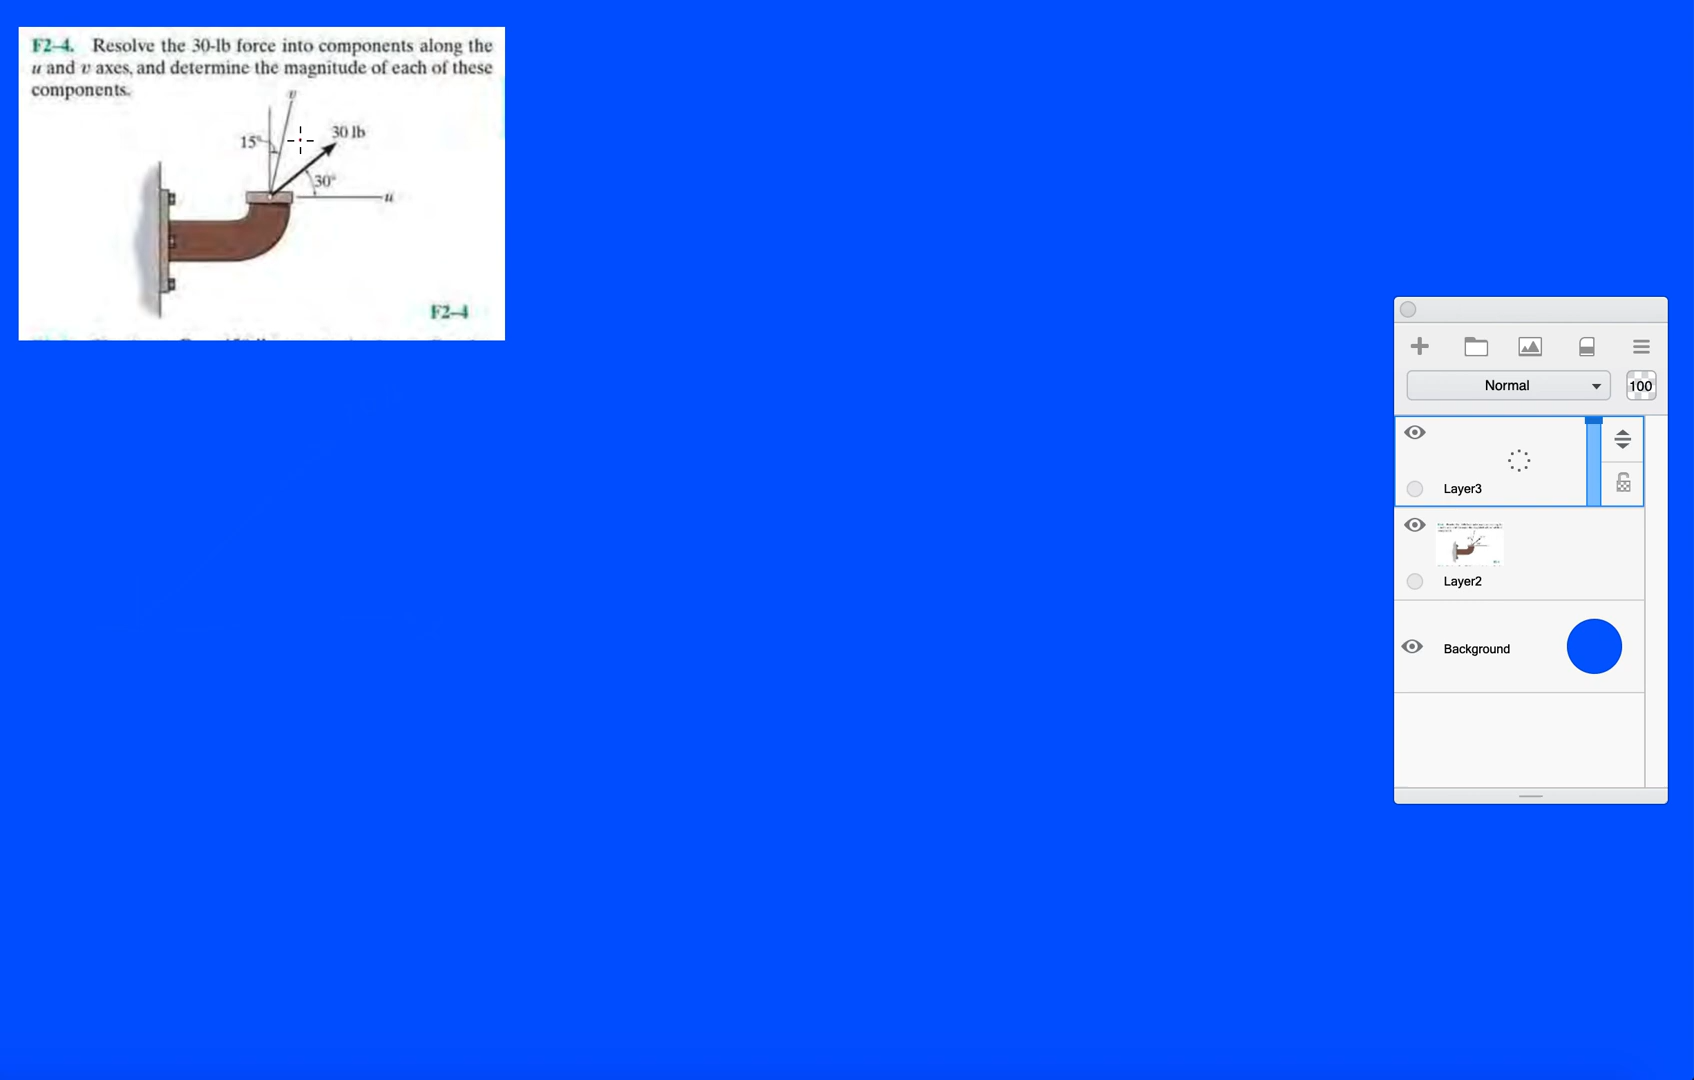 F2–4. Resolve the 30-lb force into components along the
u and v axes, and determine the magnitude of each of these
components.
v
15°
30 lb
30°
u
F2–4
Normal
100
Layer3
Layer2
Background